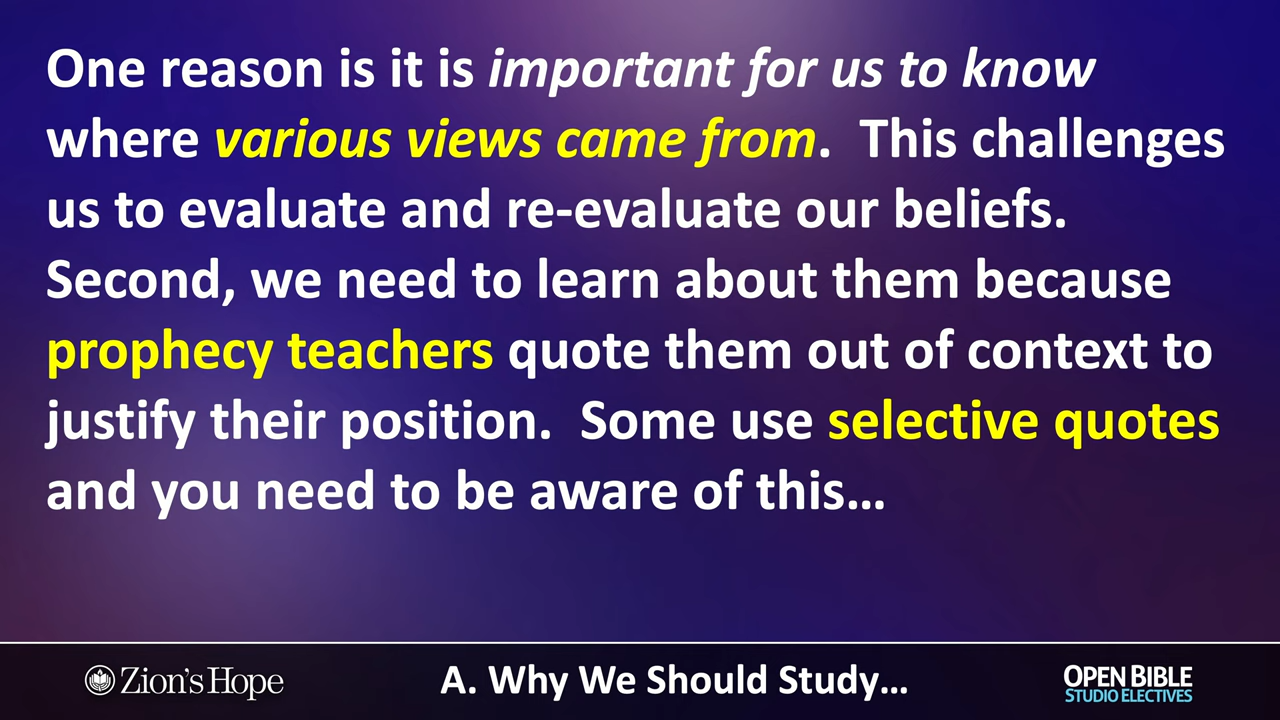 One reason is it is important for us to know
where various views came from.  This challenges
us to evaluate and re-evaluate our beliefs.
Second, we need to learn about them because
prophecy teachers quote them out of context to
justify their position.  Some use selective quotes
and you need to be aware of this…
Zion's Hope
A. Why We Should Study…
OPEN BIBLE
STUDIO ELECTIVES